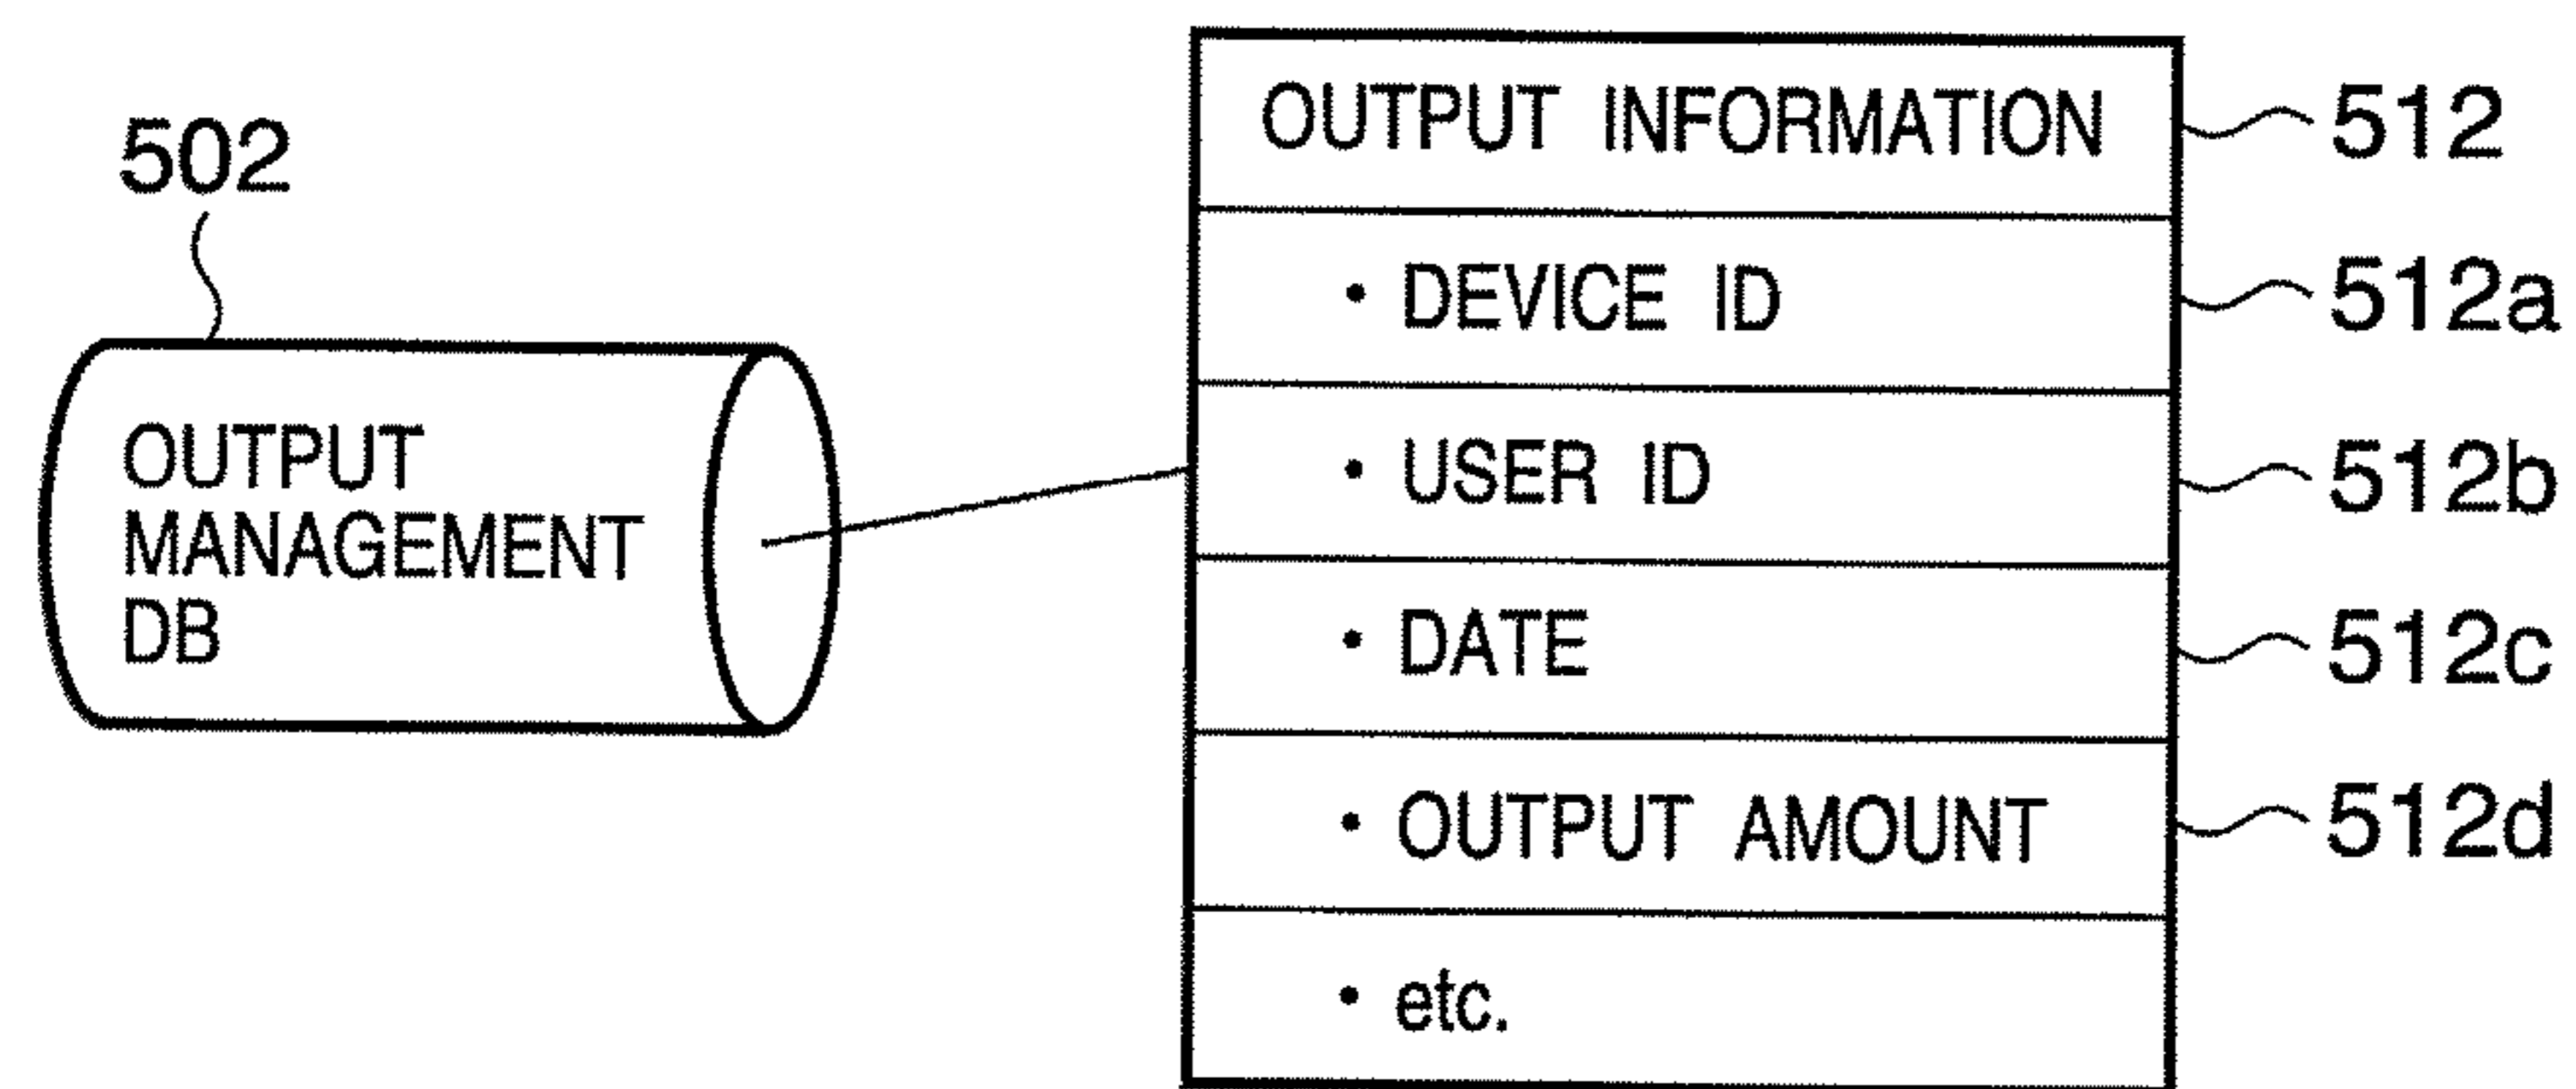 502
OUTPUT
MANAGEMENT
DB
OUTPUT INFORMATION
512
• DEVICE ID
512a
• USER ID
512b
• DATE
512c
• OUTPUT AMOUNT
512d
• etc.